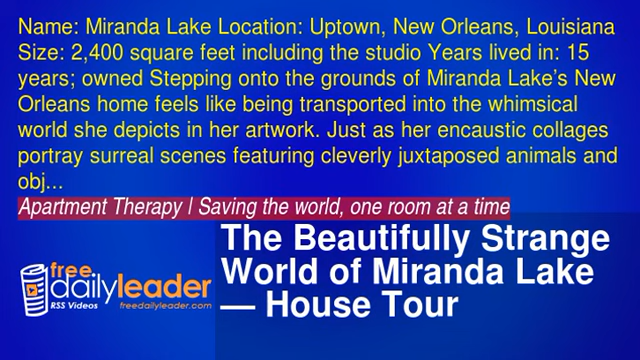 Name: Miranda Lake Location: Uptown, New Orleans, Louisiana
Size: 2,400 square feet including the studio Years lived in: 15
years; owned Stepping onto the grounds of Miranda Lake’s New
Orleans home feels like being transported into the whimsical
world she depicts in her artwork. Just as her encaustic collages
portray surreal scenes featuring cleverly juxtaposed animals and
obj...
Apartment Therapy | Saving the world, one room at a time
The Beautifully Strange
World of Miranda Lake
— House Tour
free
dailyleader
RSS Videos
freedailyleader.com